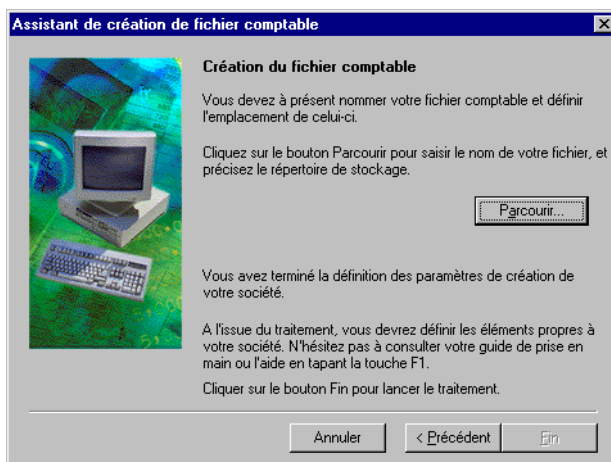 Assistant de création de fichier comptable
Création du fichier comptable
Vous devez à présent nommer votre fichier comptable et définir
l'emplacement de celui-ci.
Cliquez sur le bouton Parcourir pour saisir le nom de votre fichier, et
précisez le répertoire de stockage.
Parcourir...
Vous avez terminé la définition des paramètres de création de
votre société.
A l'issue du traitement, vous devrez définir les éléments propres à
votre société. N'hésitez pas à consulter votre guide de prise en
main ou l'aide en tapant la touche F1.
Cliquer sur le bouton Fin pour lancer le traitement.
Annuler
< Précédent
Fin